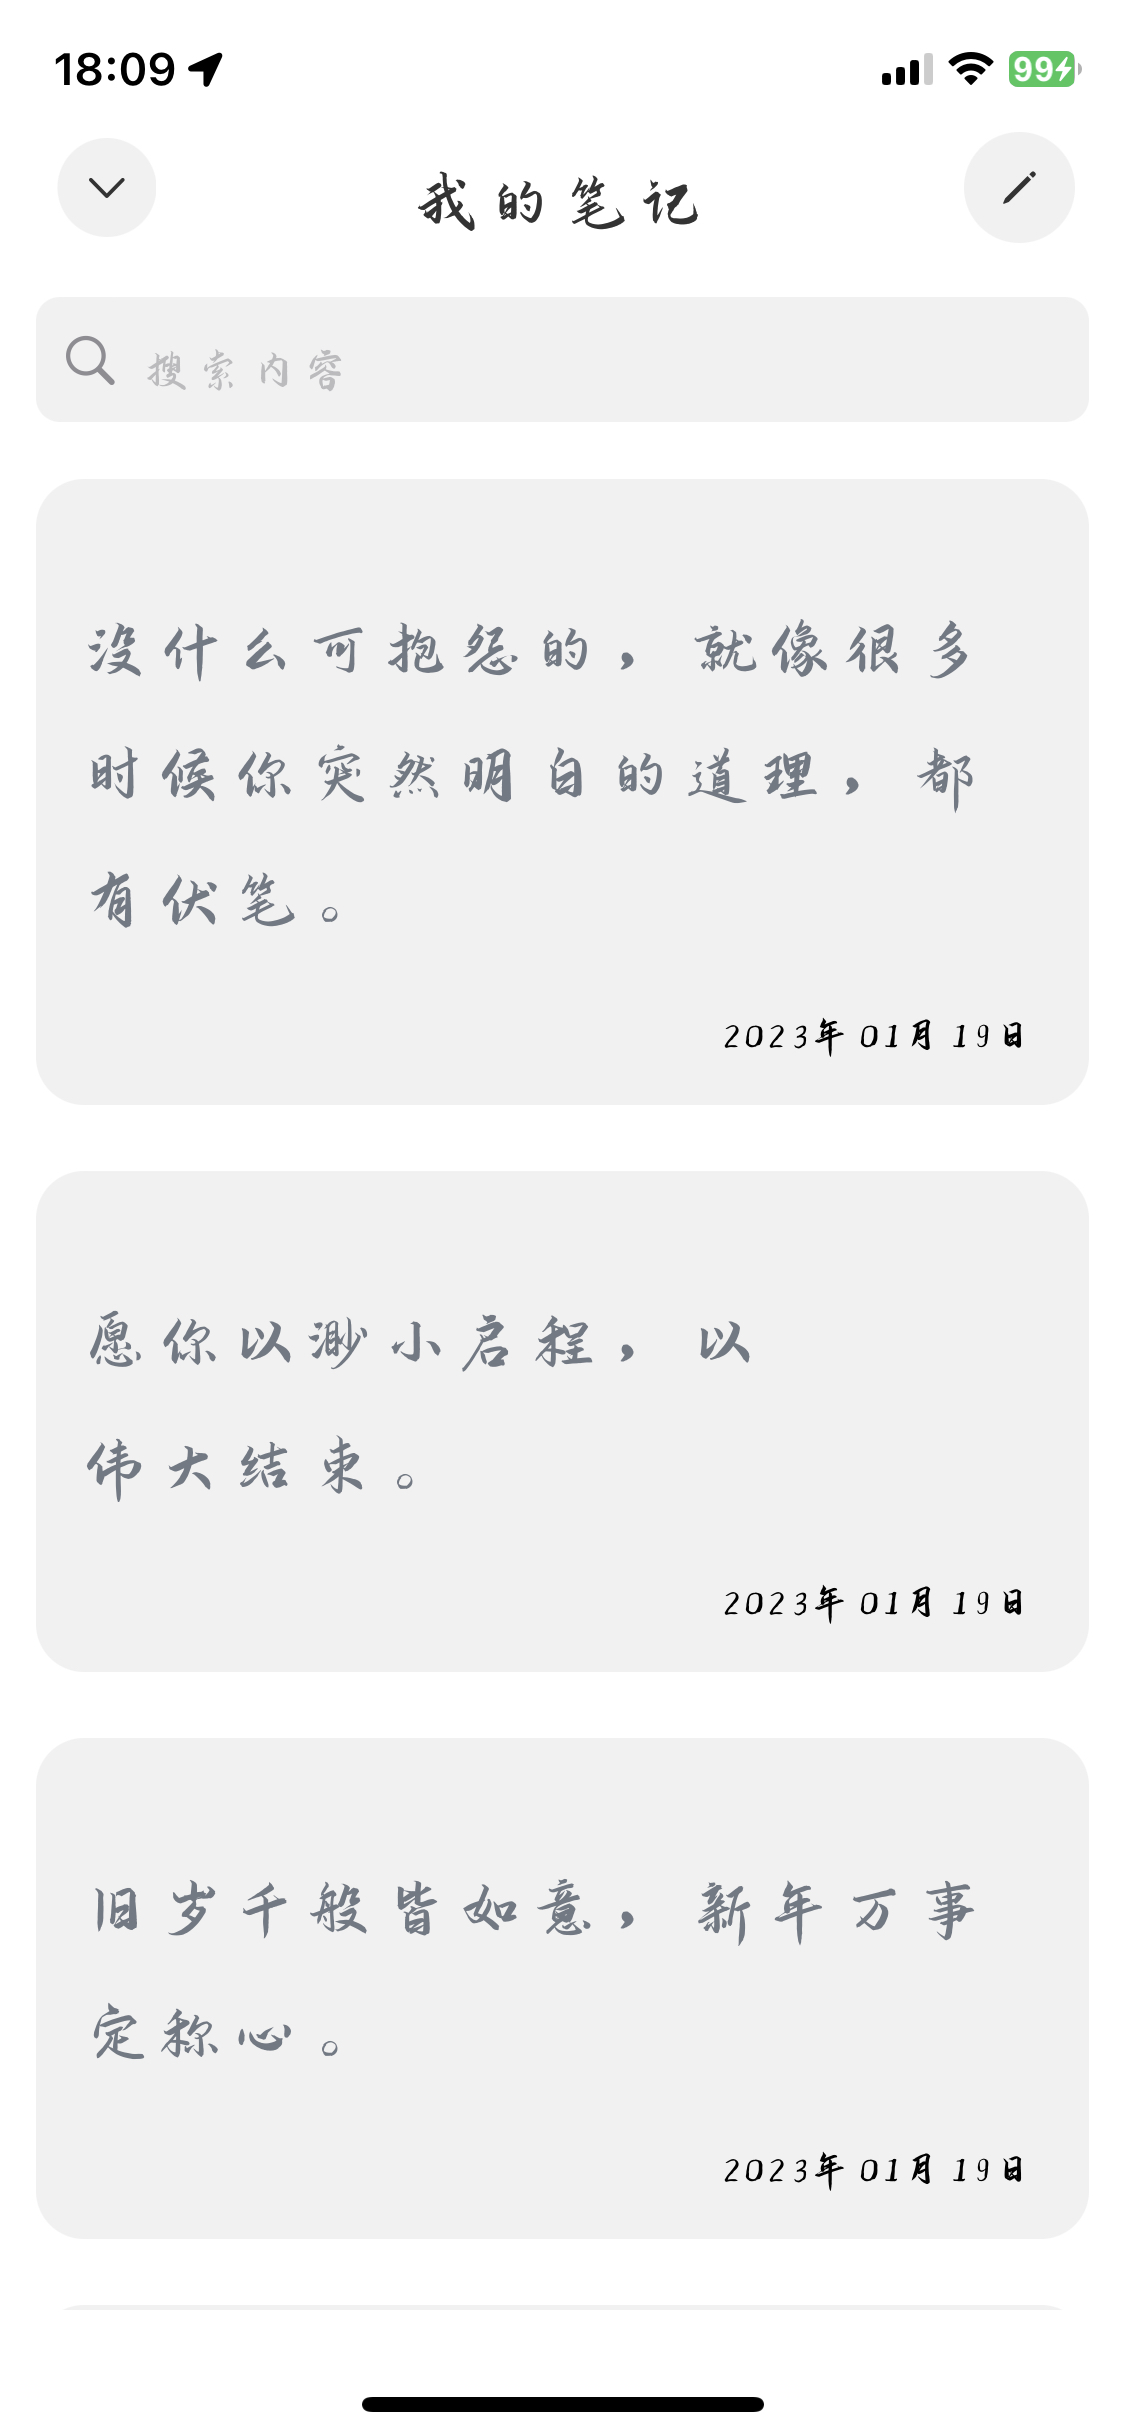 18:09
99
我的笔记
搜索内容
没什么可抱怨的，就像很多
时候你突然明白的道理，都
有伏笔。
2023年01月19日
愿你以渺小启程，以
伟大结束。
2023年01月19日
旧岁千般皆如意，新年万事
定称心。
2023年01月19日